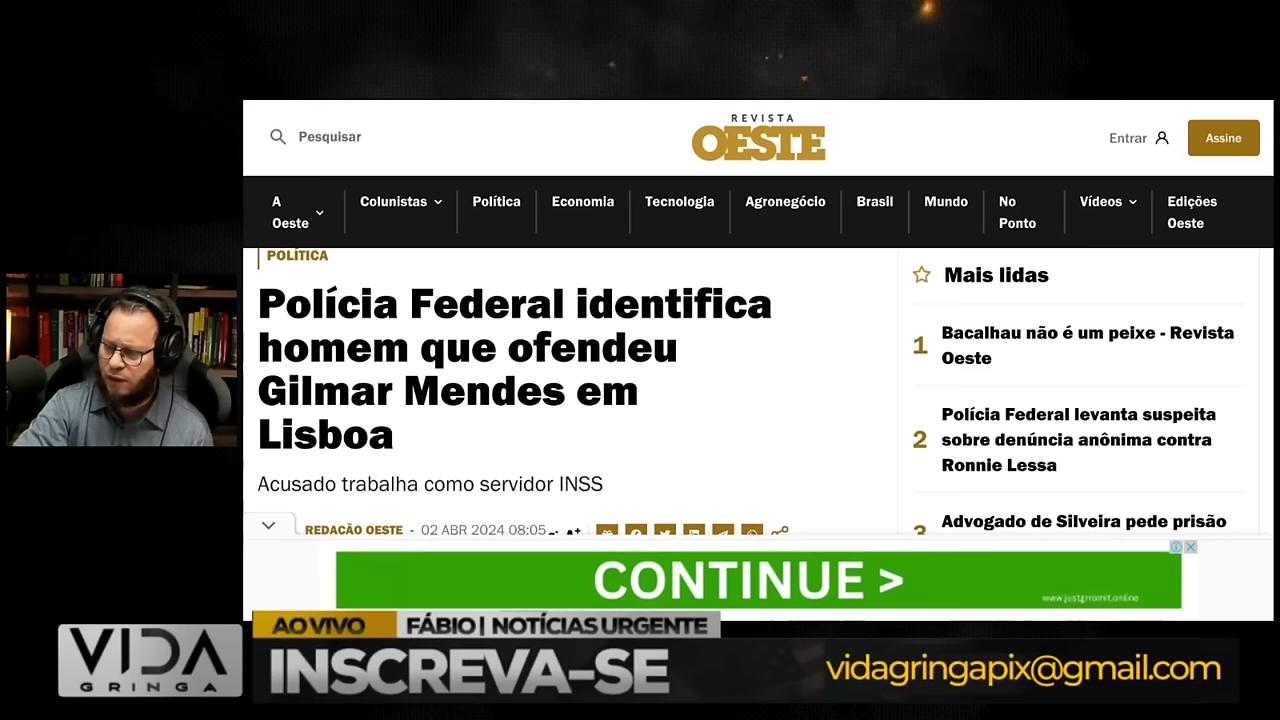 Pesquisar
REVISTA
OESTE
Entrar
Assine
A
Oeste
Colunistas
Política
Economia
Tecnologia
Agronegócio
Brasil
Mundo
No
Ponto
Vídeos
Edições
Oeste
POLÍTICA
Polícia Federal identifica
homem que ofendeu
Gilmar Mendes em
Lisboa
Acusado trabalha como servidor INSS
REDAÇÃO OESTE - 02 ABR 2024 08:05
A+
Mais lidas
1 Bacalhau não é um peixe - Revista
Oeste
2 Polícia Federal levanta suspeita
sobre denúncia anônima contra
Ronnie Lessa
3 Advogado de Silveira pede prisão
CONTINUE >
www.justgrromit.online
AO VIVO
FÁBIO | NOTÍCIAS URGENTE
VIDA
GRINGA
INSCREVA-SE
vidagringapix@gmail.com